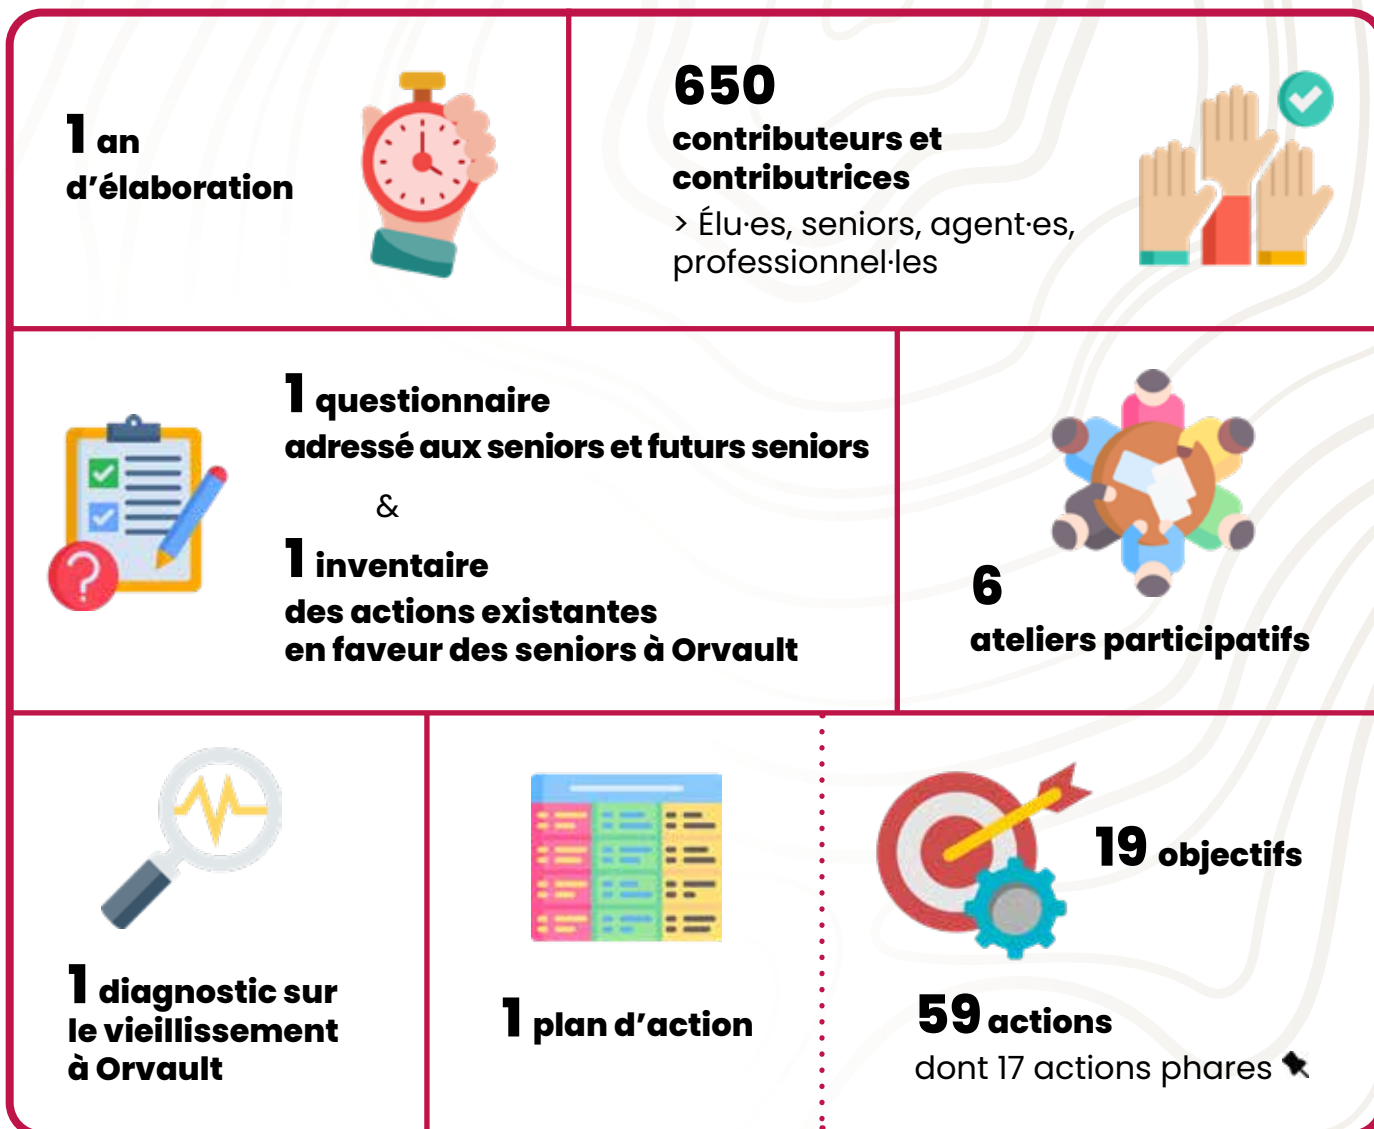 1 an
d’élaboration
650
contributeurs et
contributrices
> Élu·es, seniors, agent·es,
professionnel·les
1 questionnaire
adressé aux seniors et futurs seniors
&
1 inventaire
des actions existantes
en faveur des seniors à Orvault
?
6
ateliers participatifs
1 diagnostic sur
le vieillissement
à Orvault
1 plan d’action
19 objectifs
59 actions
dont 17 actions phares